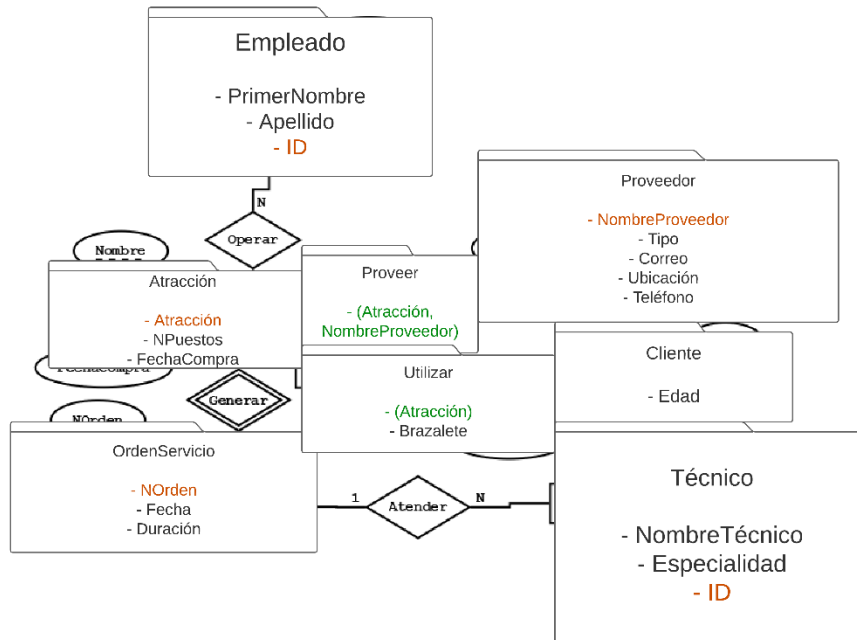 Empleado
- PrimerNombre
- Apellido
- ID
N
Operar
Proveedor
- NombreProveedor
- Tipo
- Correo
- Ubicación
- Teléfono
Nombre
Atracción
- Atracción
- NPuestos
- FechaCompra
Proveer
- (Atracción,
NombreProveedor)
Cliente
- Edad
FechaCompra
Utilizar
- (Atracción)
- Brazalete
Generar
NOrden
OrdenServicio
- NOrden
- Fecha
- Duración
1
Atender
N
Técnico
- NombreTécnico
- Especialidad
- ID